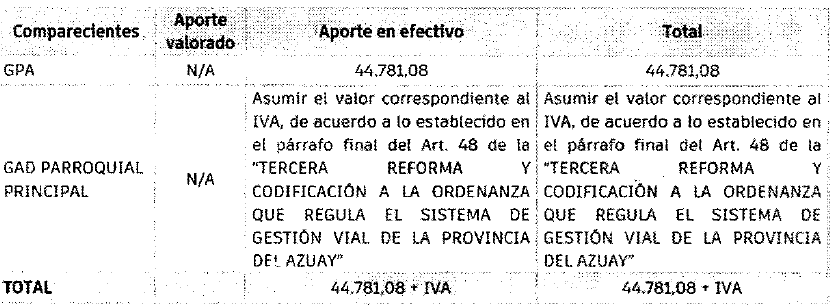 Comparecientes Aporte valorado Aporte en efectivo Total
GPA N/A 44.781,08 44.781,08
GAD PARROQUIAL PRINCIPAL
N/A
Asumir el valor correspondiente al
IVA, de acuerdo a lo establecido en
el párrafo final del Art. 48 de la
"TERCERA REFORMA Y
CODIFICACIÓN A LA ORDENANZA
QUE REGULA EL SISTEMA DE
GESTIÓN VIAL DE LA PROVINCIA
DEL AZUAY"
Asumir el valor correspondiente al
IVA, de acuerdo a lo establecido en
el párrafo final del Art. 48 de la
"TERCERA REFORMA Y
CODIFICACIÓN A LA ORDENANZA
QUE REGULA EL SISTEMA DE
GESTIÓN VIAL DE LA PROVINCIA
DEL AZUAY"
TOTAL 44.781,08 + IVA 44.781,08 + IVA